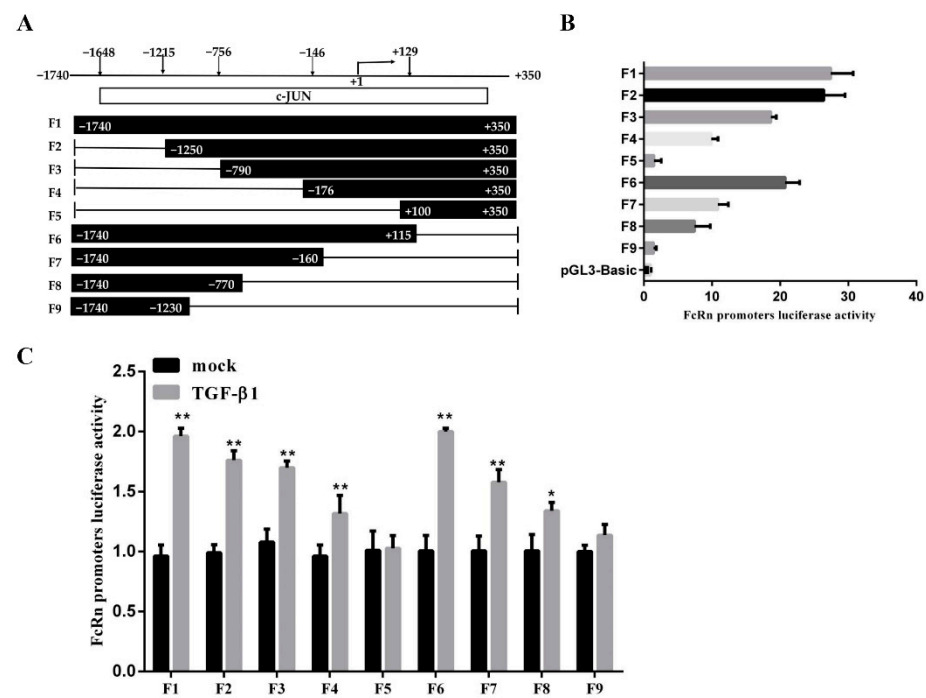 A
−1648 −1215 −756 −146 +129
−1740 +1 +350
c-JUN
F1 −1740 +350
F2 −1250 +350
F3 −790 +350
F4 −176 +350
F5 +100 +350
F6 −1740 +115
F7 −1740 −160
F8 −1740 −770
F9 −1740 −1230
B
F1
F2
F3
F4
F5
F6
F7
F8
F9
pGL3-Basic
0 10 20 30 40
FcRn promoters luciferase activity
C
mock
TGF-β1
FcRn promoters luciferase activity
2.5
2.0
1.5
1.0
0.5
0.0
** ** ** ** ** ** *
F1 F2 F3 F4 F5 F6 F7 F8 F9